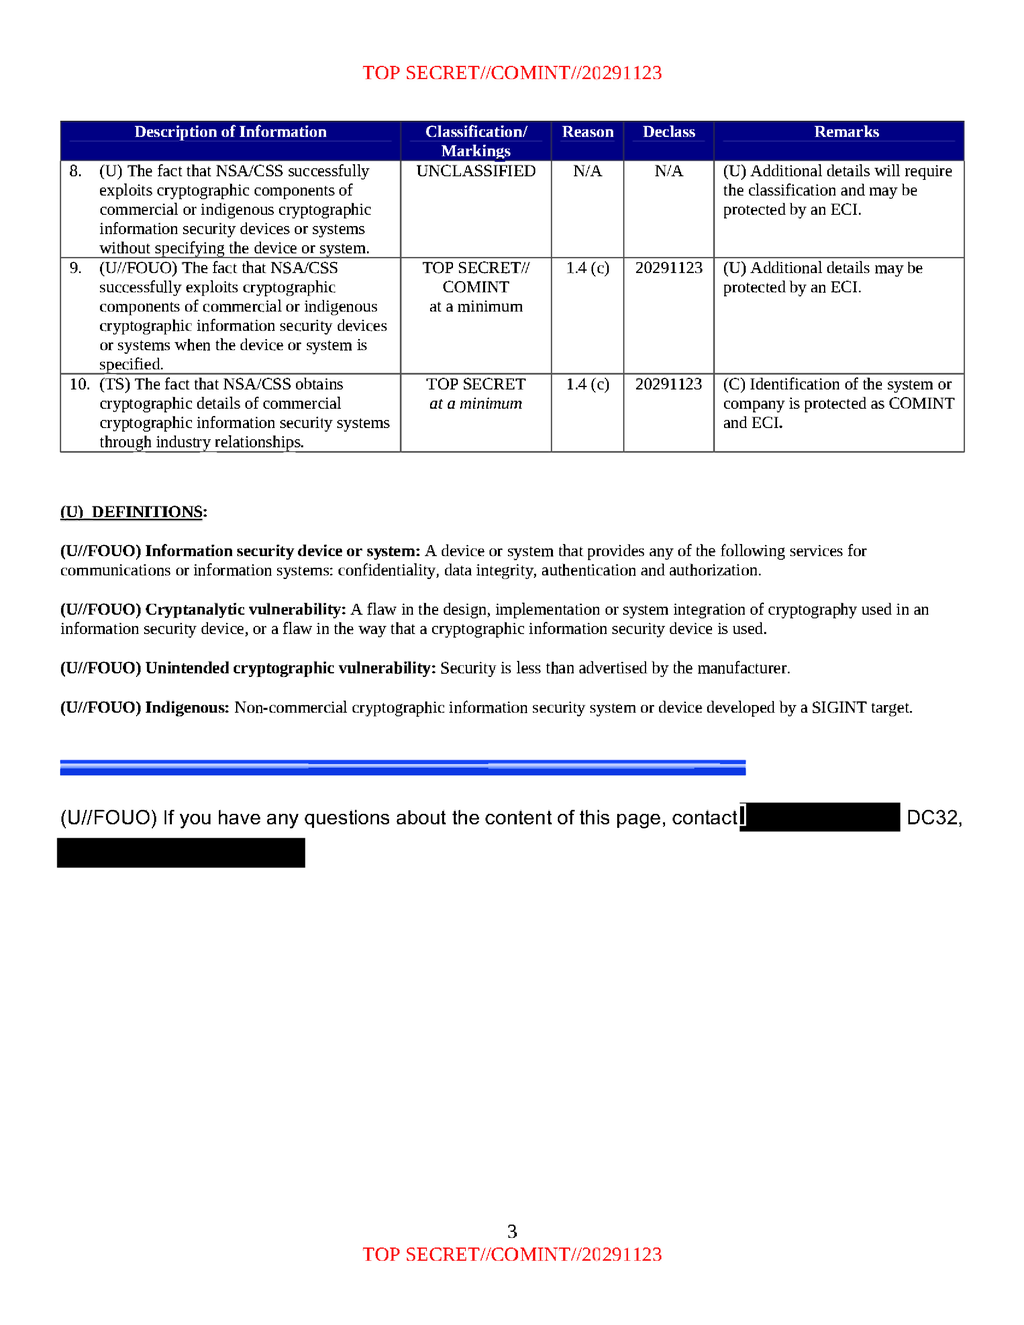 TOP SECRET//COMINT//20291123
Description of Information
Classification/
Markings
Reason
Declass
Remarks
8. (U) The fact that NSA/CSS successfully
exploits cryptographic components of
commercial or indigenous cryptographic
information security devices or systems
without specifying the device or system.
UNCLASSIFIED
N/A
N/A
(U) Additional details will require
the classification and may be
protected by an ECI.
9. (U//FOUO) The fact that NSA/CSS
successfully exploits cryptographic
components of commercial or indigenous
cryptographic information security devices
or systems when the device or system is
specified.
TOP SECRET//
COMINT
at a minimum
1.4 (c)
20291123
(U) Additional details may be
protected by an ECI.
10. (TS) The fact that NSA/CSS obtains
cryptographic details of commercial
cryptographic information security systems
through industry relationships.
TOP SECRET
at a minimum
1.4 (c)
20291123
(C) Identification of the system or
company is protected as COMINT
and ECI.
(U) DEFINITIONS:
(U//FOUO) Information security device or system: A device or system that provides any of the following services for
communications or information systems: confidentiality, data integrity, authentication and authorization.
(U//FOUO) Cryptanalytic vulnerability: A flaw in the design, implementation or system integration of cryptography used in an
information security device, or a flaw in the way that a cryptographic information security device is used.
(U//FOUO) Unintended cryptographic vulnerability: Security is less than advertised by the manufacturer.
(U//FOUO) Indigenous: Non-commercial cryptographic information security system or device developed by a SIGINT target.
(U//FOUO) If you have any questions about the content of this page, contact DC32,
3
TOP SECRET//COMINT//20291123